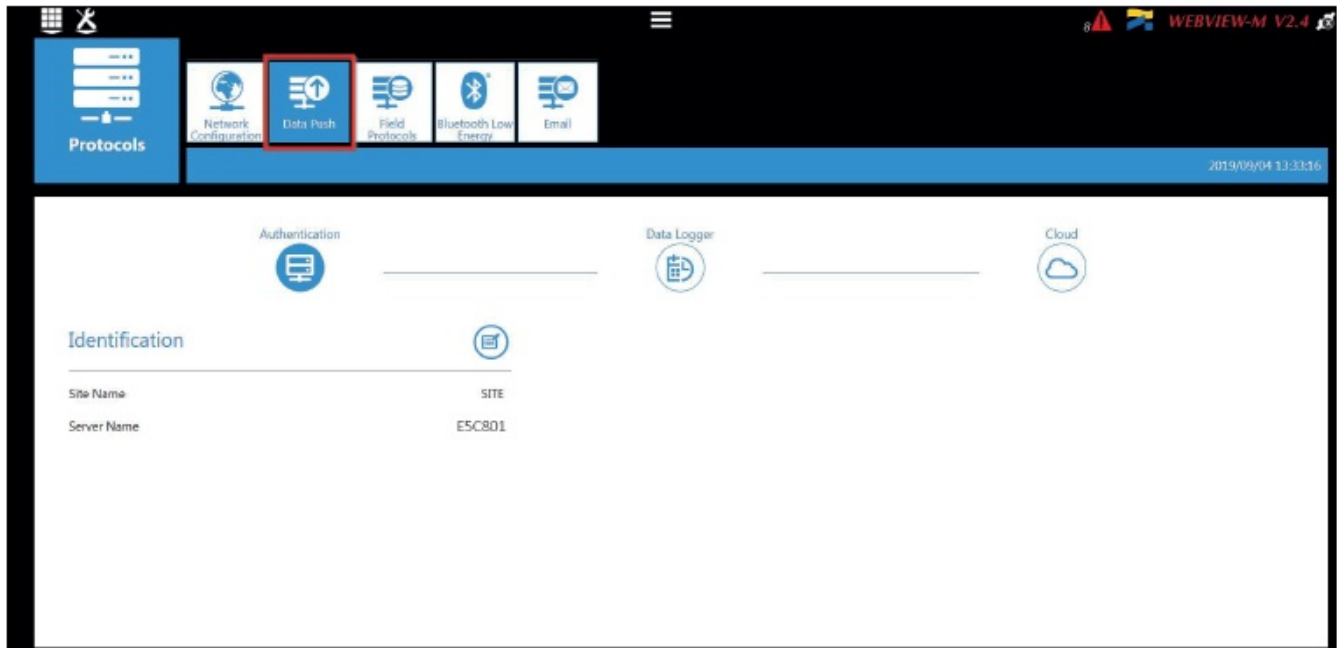 8
WEBVIEW-M V2.4
Protocols
Network Configuration
Data Push
Field Protocols
Bluetooth Low Energy
Email
2019/09/04 13:33:16
Authentication
Data Logger
Cloud
Identification
Site Name SITE
Server Name E5C801